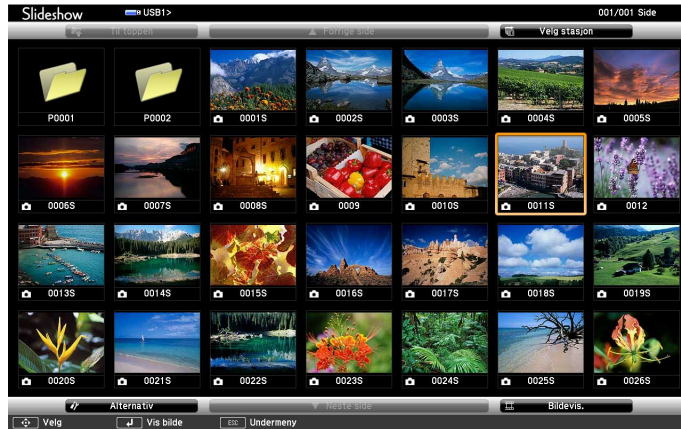 Slideshow USB1> 001/001 Side
Til toppen Forrige side Velg stasjon
P0001 P0002 0001S 0002S 0003S 0004S 0005S
0006S 0007S 0008S 0009 0010S 0011S 0012
0013S 0014S 0015S 0016S 0017S 0018S 0019S
0020S 0021S 0022S 0023S 0024S 0025S 0026S
Alternativ Neste side Bildevis.
Velg Vis bilde ESC Undermeny